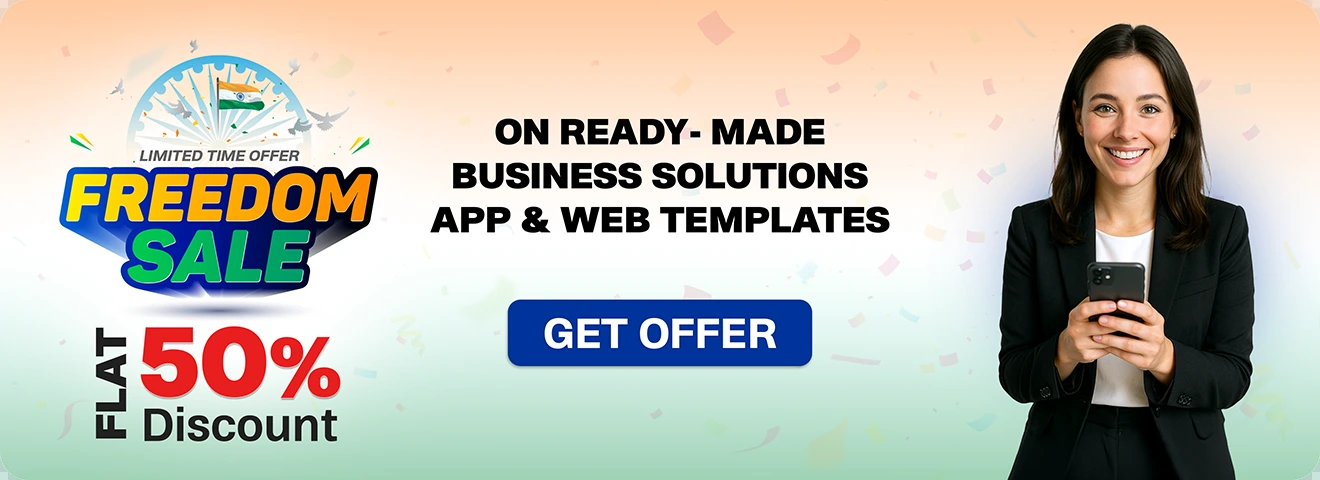 LIMITED TIME OFFER
FREEDOM
SALE
FLAT
50%
Discount
ON READY- MADE
BUSINESS SOLUTIONS
APP & WEB TEMPLATES
GET OFFER